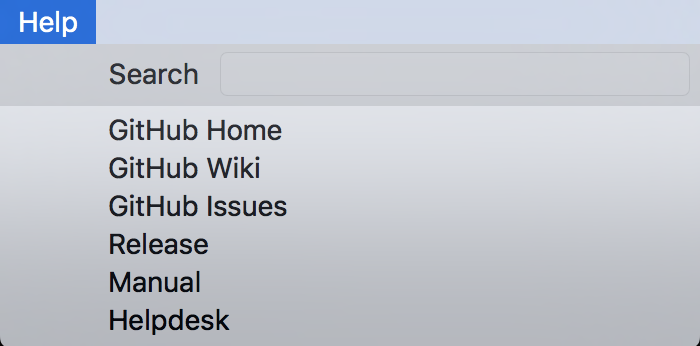 Help
Search
GitHub Home
GitHub Wiki
GitHub Issues
Release
Manual
Helpdesk